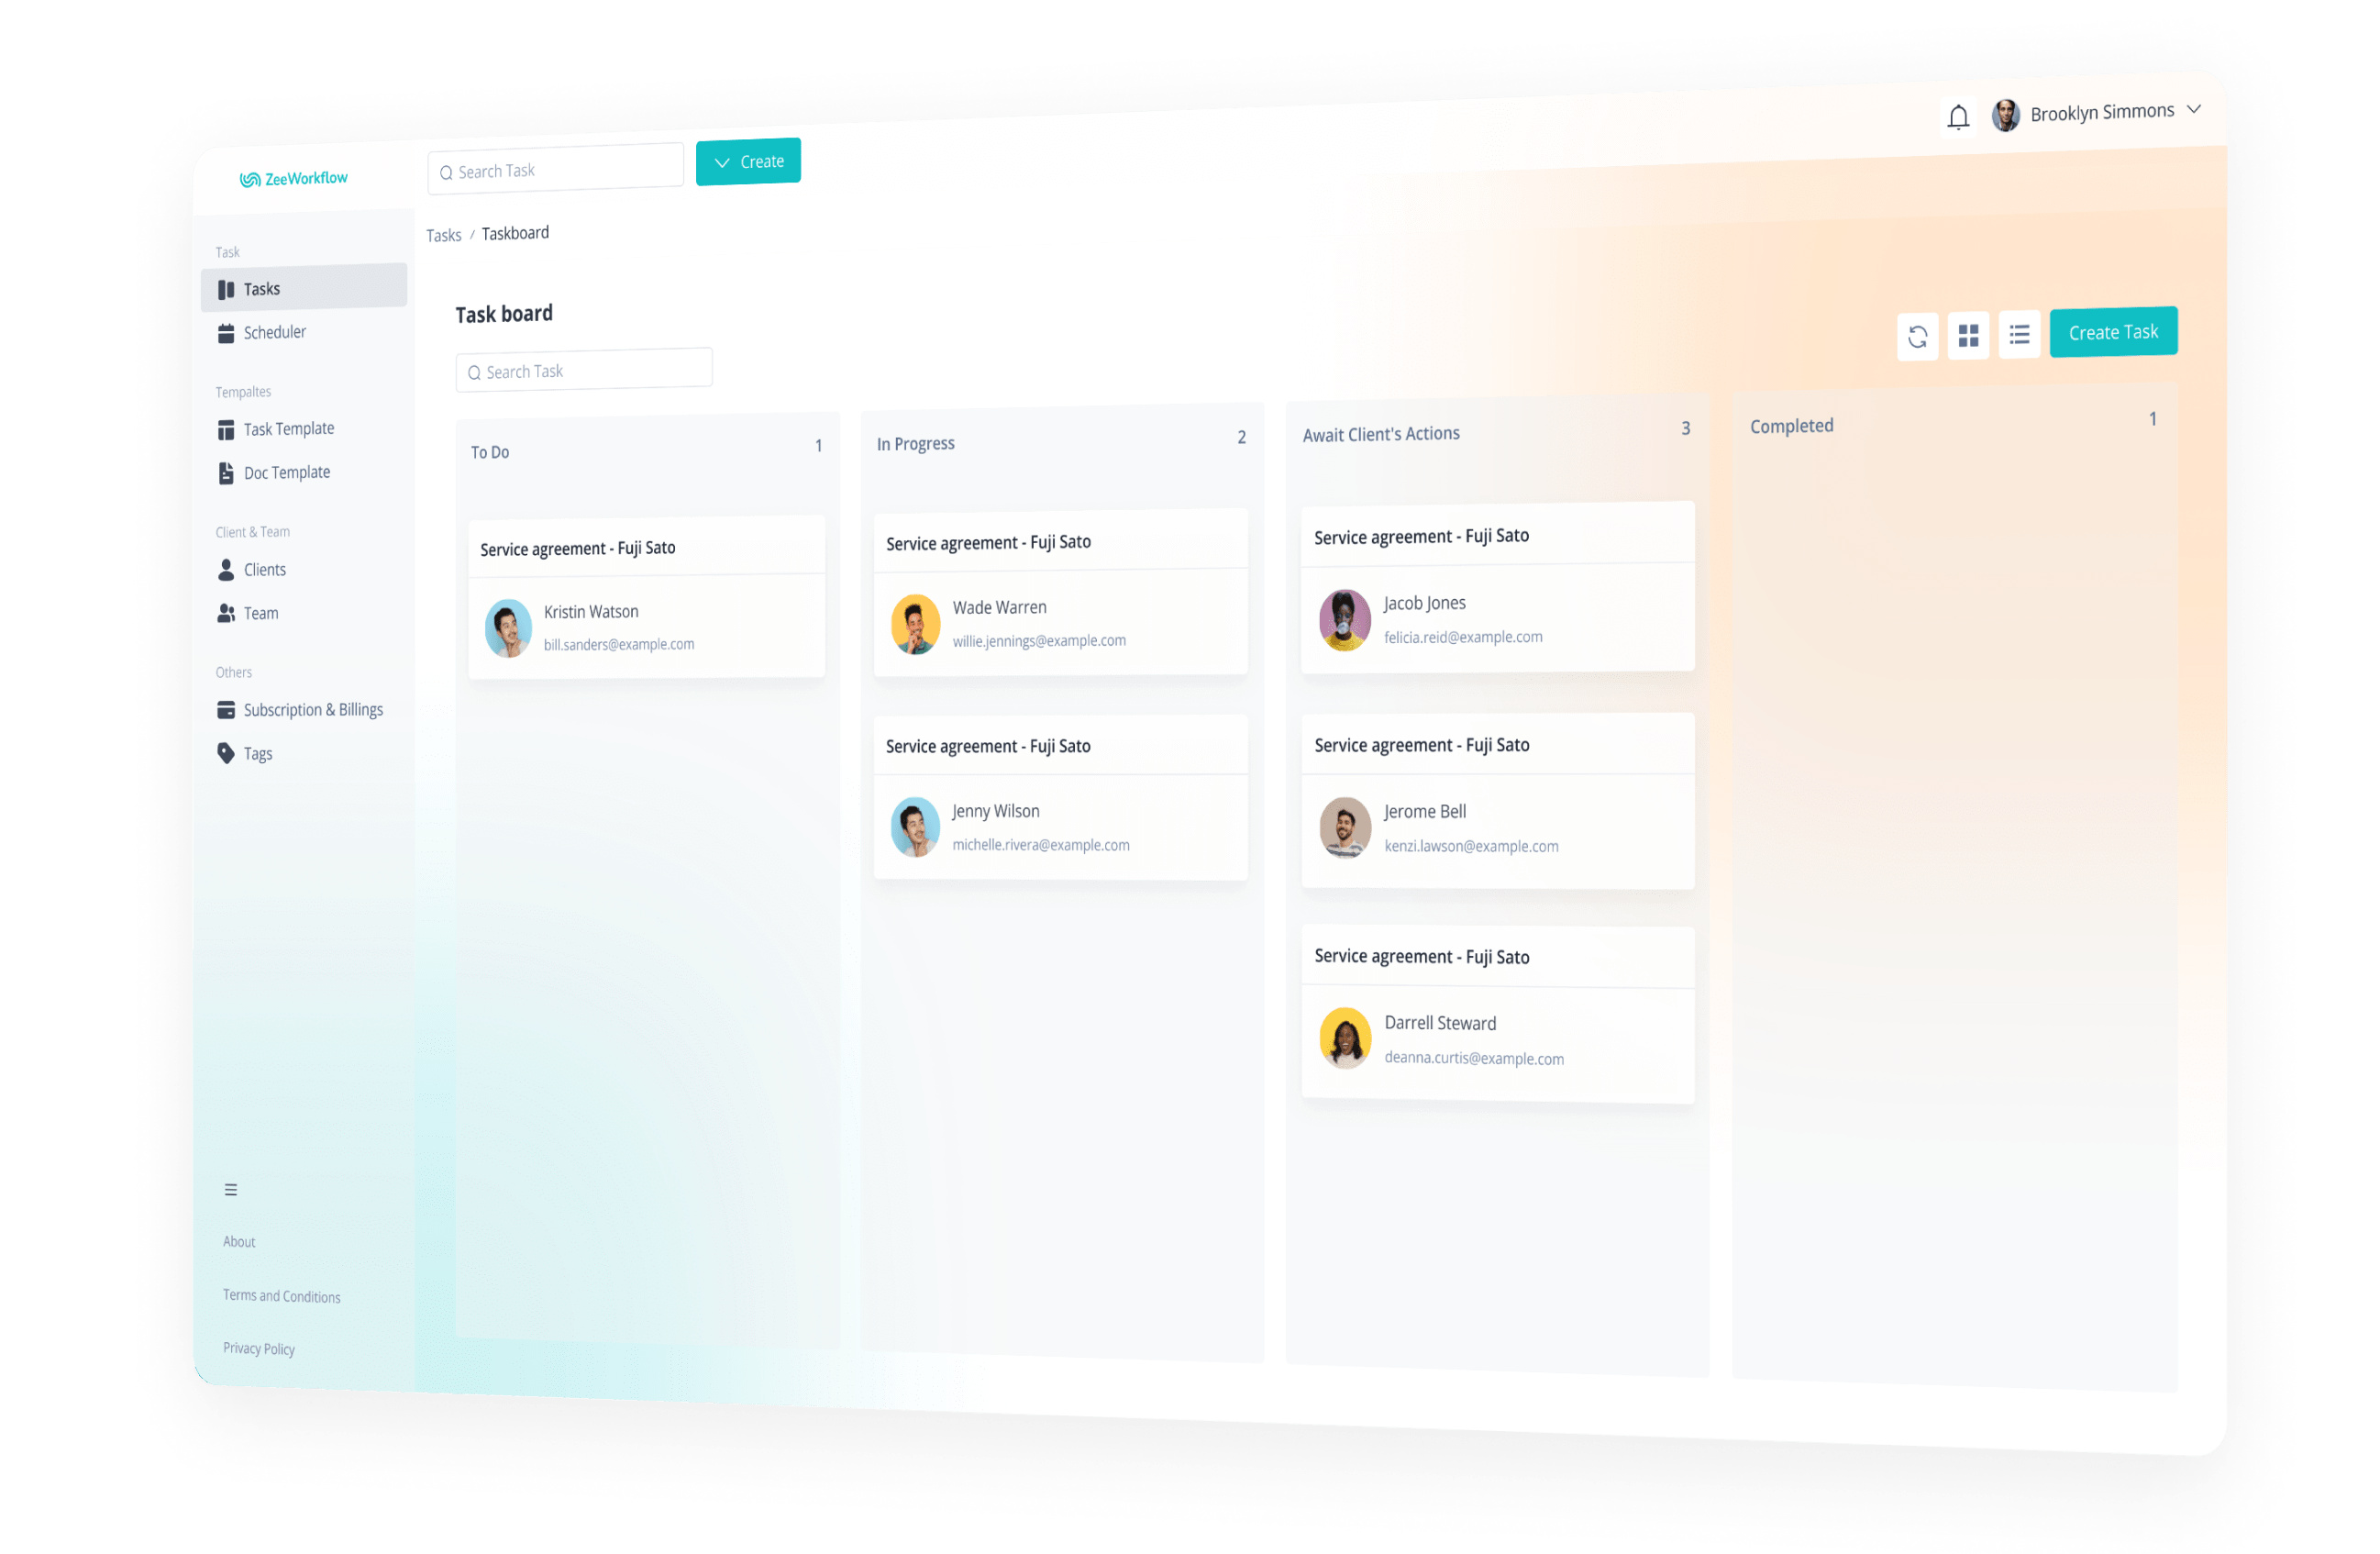 ZeeWorkflow
Search Task
Create
Brooklyn Simmons
Tasks / Taskboard
Task
Tasks
Scheduler
Tempaltes
Task Template
Doc Template
Client & Team
Clients
Team
Others
Subscription & Billings
Tags
About
Terms and Conditions
Privacy Policy
Task board
Search Task
Create Task
To Do 1
Service agreement - Fuji Sato
Kristin Watson
bill.sanders@example.com
In Progress 2
Service agreement - Fuji Sato
Wade Warren
willie.jennings@example.com
Service agreement - Fuji Sato
Jenny Wilson
michelle.rivera@example.com
Await Client's Actions 3
Service agreement - Fuji Sato
Jacob Jones
felicia.reid@example.com
Service agreement - Fuji Sato
Jerome Bell
kenzi.lawson@example.com
Service agreement - Fuji Sato
Darrell Steward
deanna.curtis@example.com
Completed 1